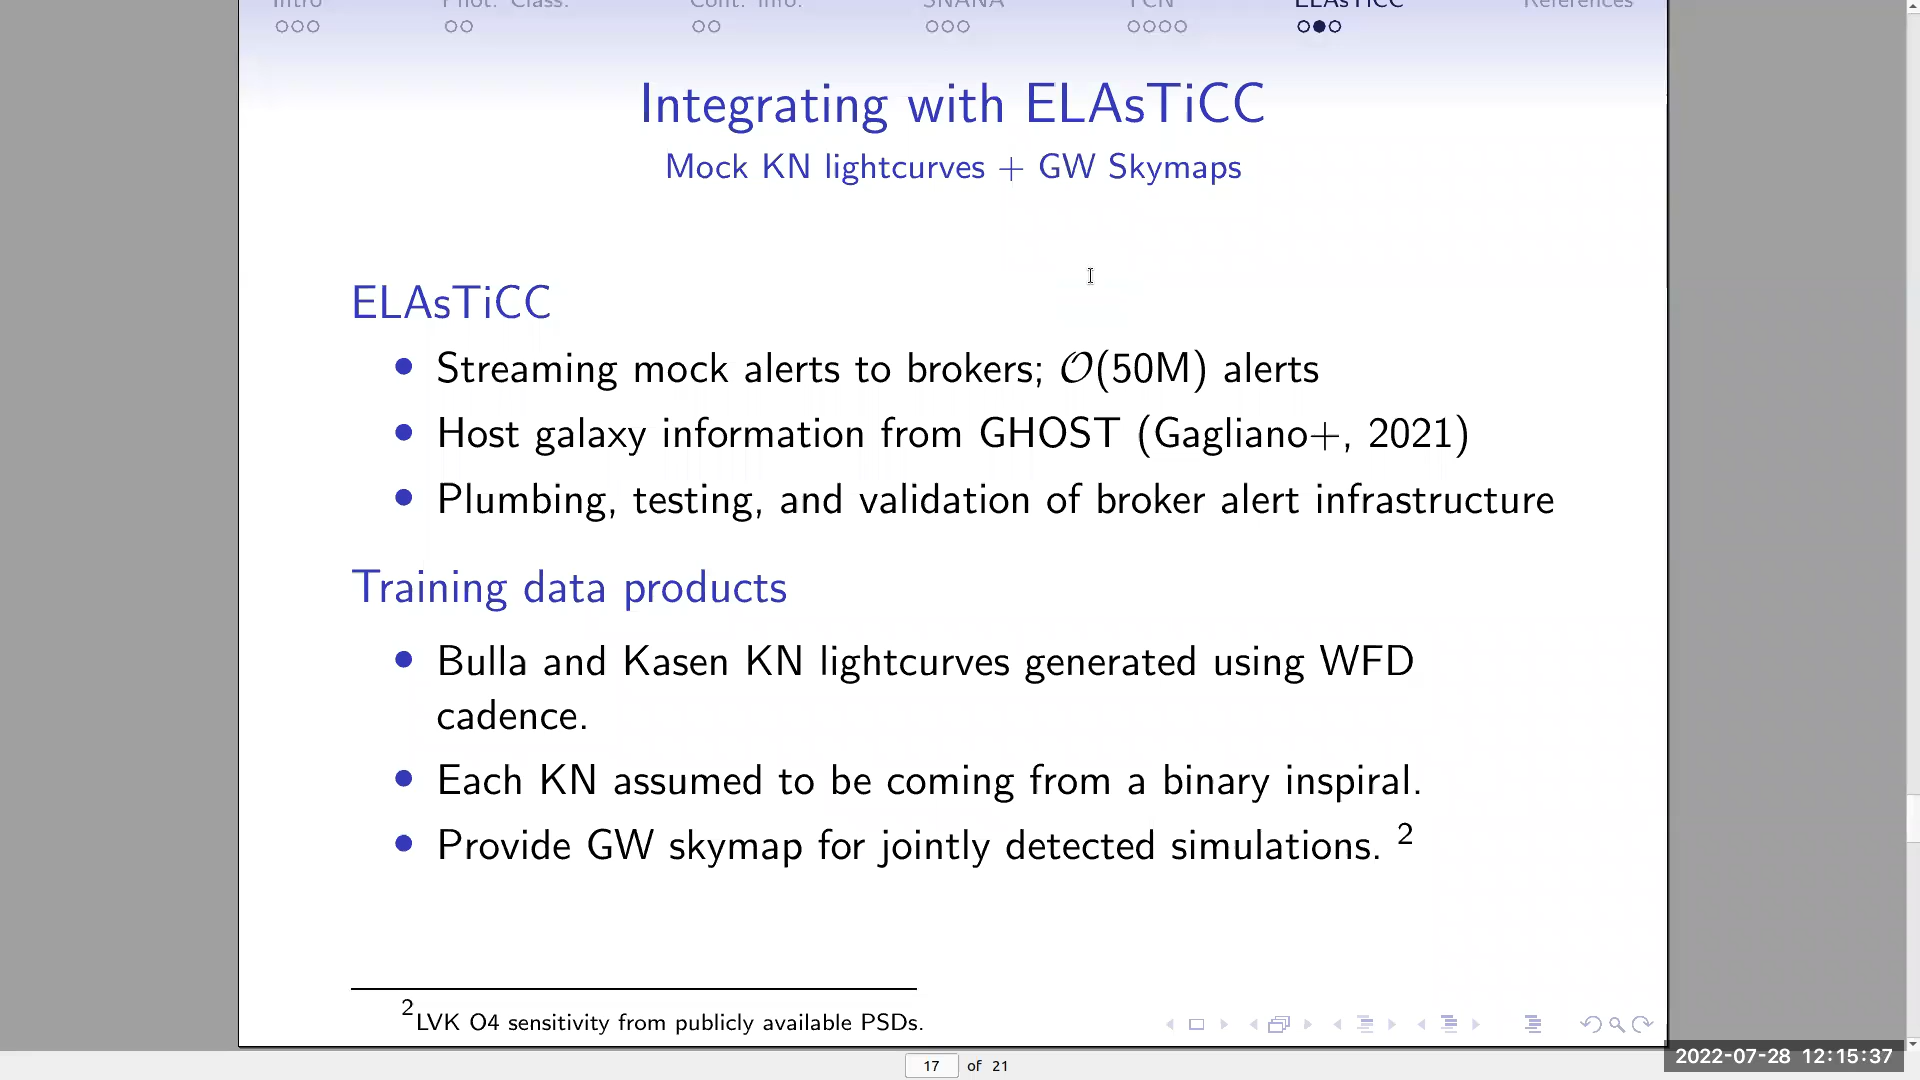 Intro Phot. Class. Cont. Info. SNANA TCN ELAsTiCC References
Integrating with ELAsTiCC
Mock KN lightcurves + GW Skymaps
ELAsTiCC
• Streaming mock alerts to brokers; 𝒪(50M) alerts
• Host galaxy information from GHOST (Gagliano+, 2021)
• Plumbing, testing, and validation of broker alert infrastructure
Training data products
• Bulla and Kasen KN lightcurves generated using WFD
cadence.
• Each KN assumed to be coming from a binary inspiral.
• Provide GW skymap for jointly detected simulations. ²
²LVK O4 sensitivity from publicly available PSDs.
17 of 21
2022-07-28 12:15:37